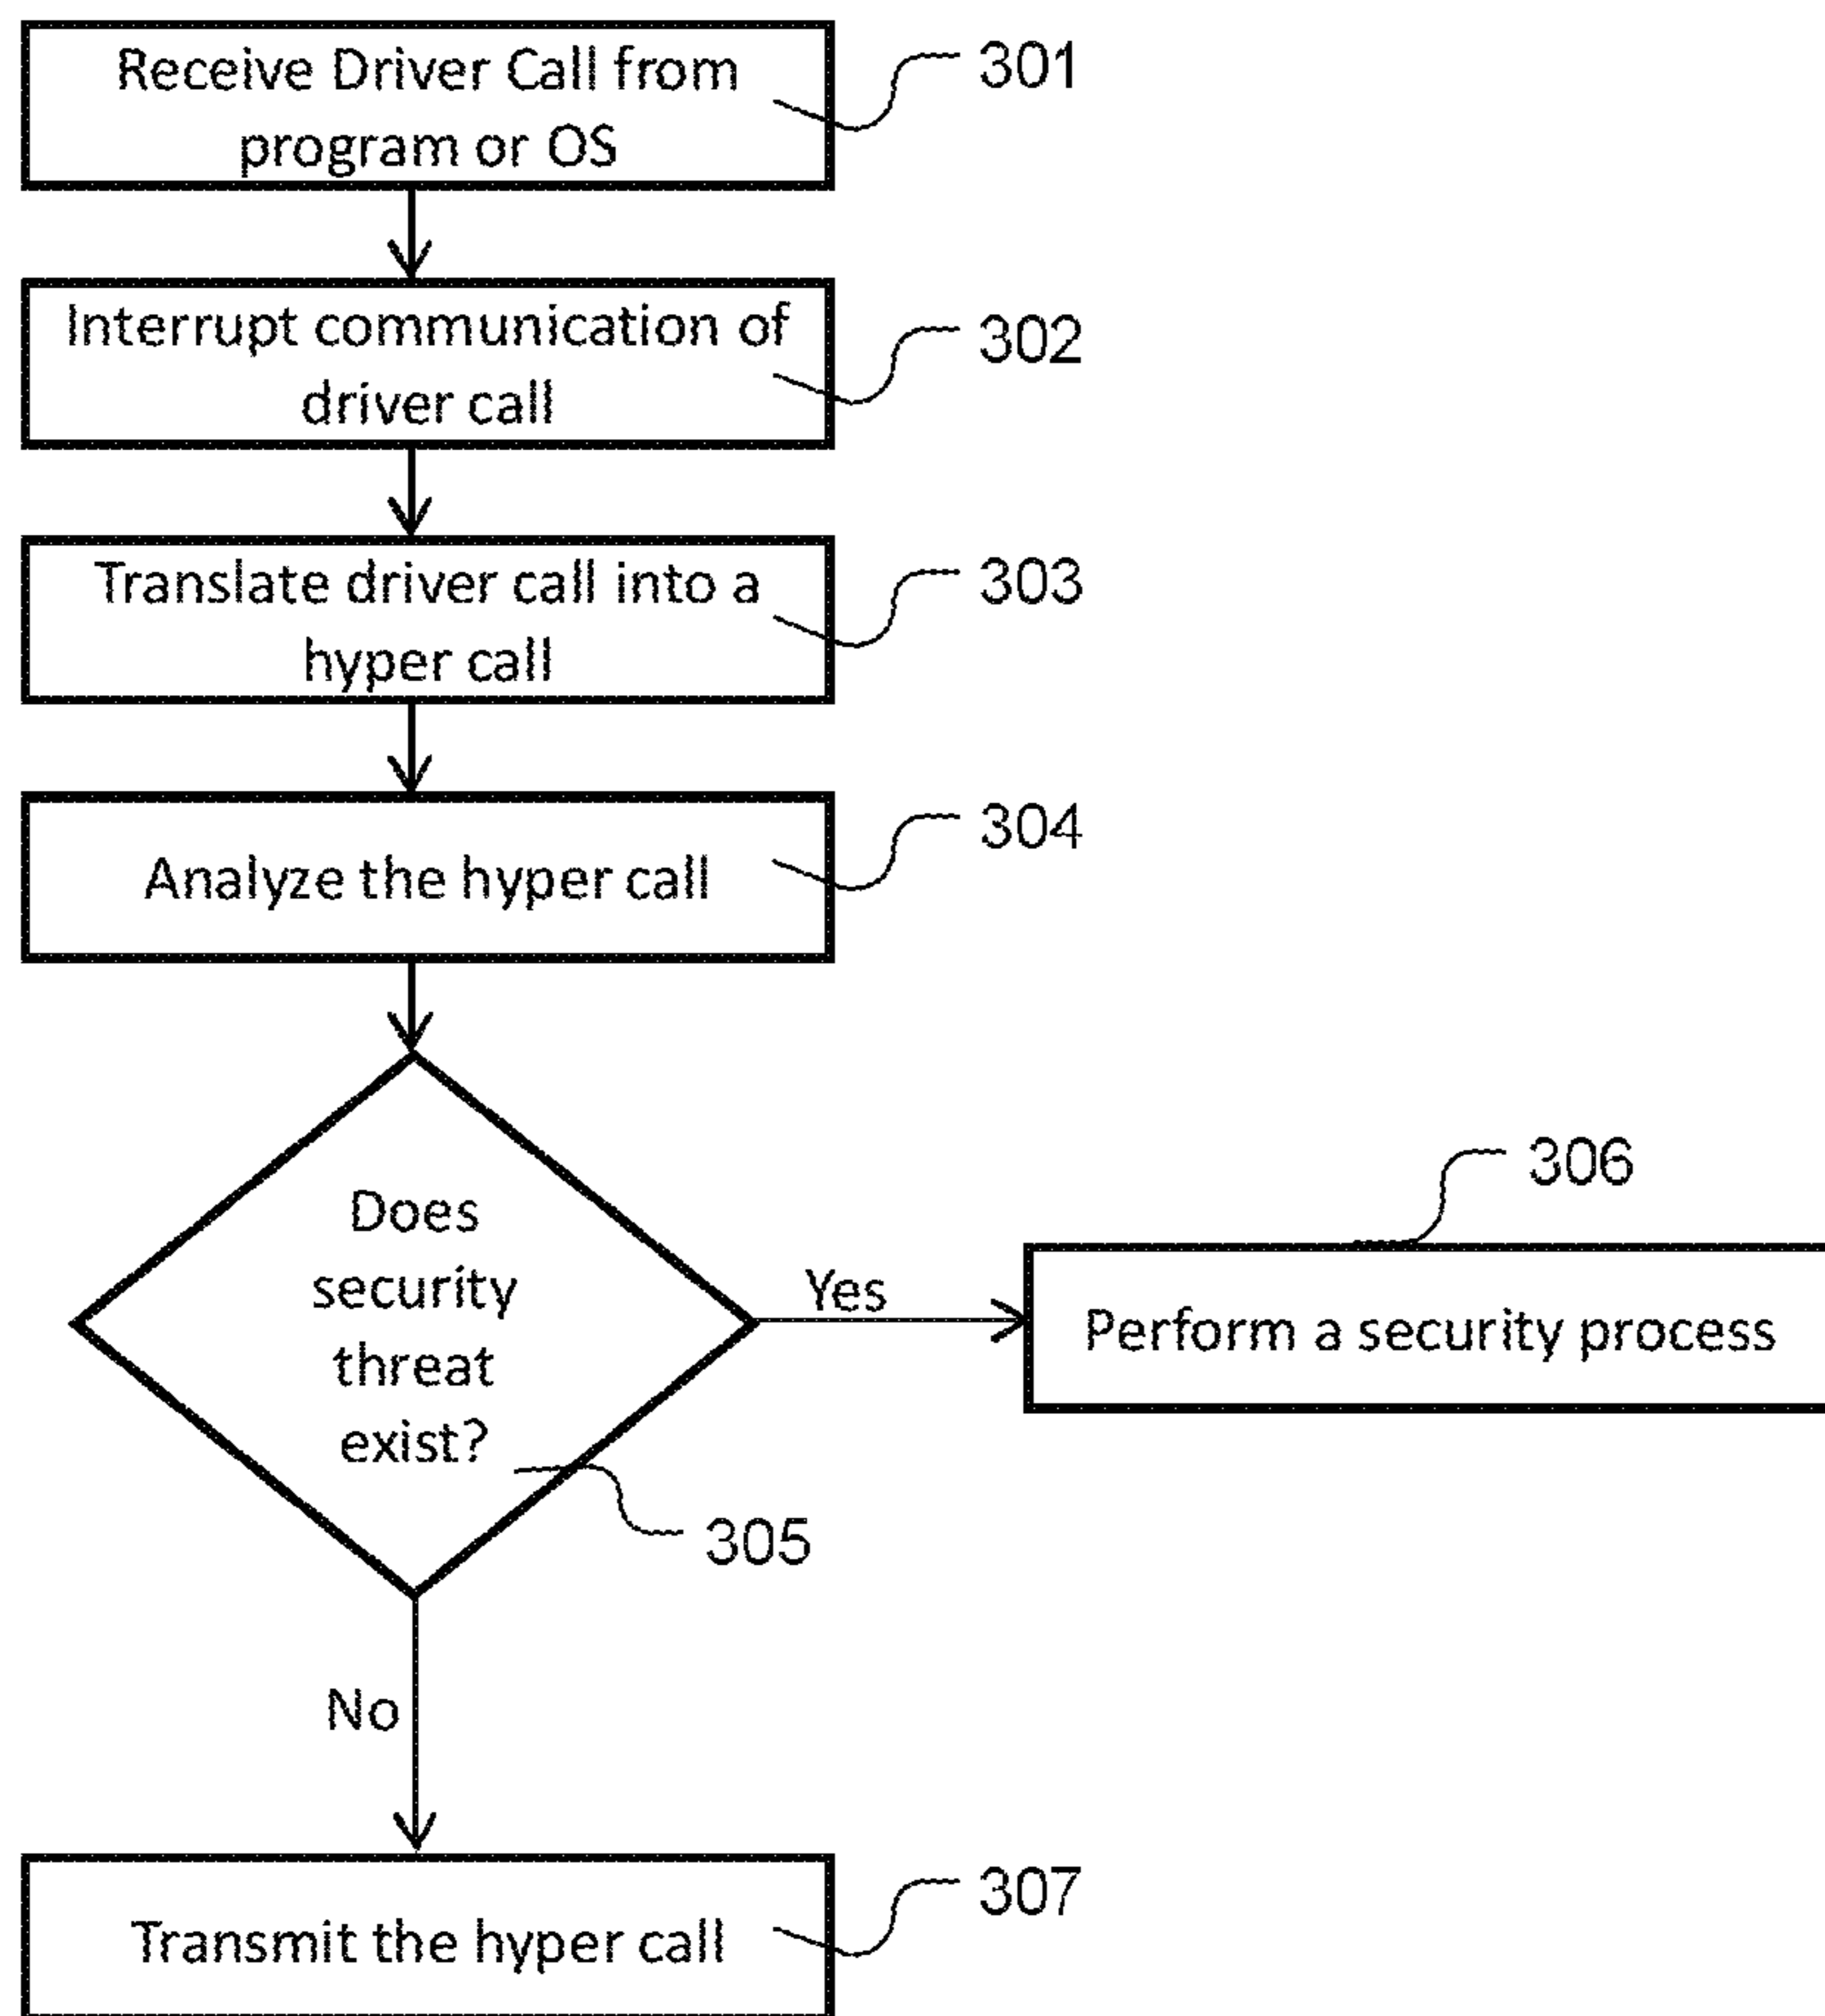 Receive Driver Call from
program or OS
301
Interrupt communication of
driver call
302
Translate driver call into a
hyper call
303
Analyze the hyper call
304
Does
security
threat
exist?
305
Yes
306
Perform a security process
No
Transmit the hyper call
307